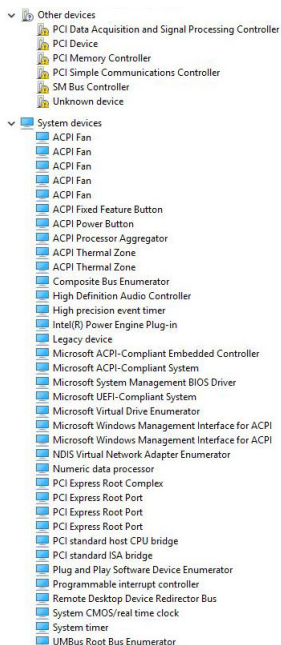 Other devices
PCI Data Acquisition and Signal Processing Controller
PCI Device
PCI Memory Controller
PCI Simple Communications Controller
SM Bus Controller
Unknown device
System devices
ACPI Fan
ACPI Fan
ACPI Fan
ACPI Fan
ACPI Fan
ACPI Fixed Feature Button
ACPI Power Button
ACPI Processor Aggregator
ACPI Thermal Zone
ACPI Thermal Zone
Composite Bus Enumerator
High Definition Audio Controller
High precision event timer
Intel(R) Power Engine Plug-in
Legacy device
Microsoft ACPI-Compliant Embedded Controller
Microsoft ACPI-Compliant System
Microsoft System Management BIOS Driver
Microsoft UEFI-Compliant System
Microsoft Virtual Drive Enumerator
Microsoft Windows Management Interface for ACPI
Microsoft Windows Management Interface for ACPI
NDIS Virtual Network Adapter Enumerator
Numeric data processor
PCI Express Root Complex
PCI Express Root Port
PCI Express Root Port
PCI Express Root Port
PCI standard host CPU bridge
PCI standard ISA bridge
Plug and Play Software Device Enumerator
Programmable interrupt controller
Remote Desktop Device Redirector Bus
System CMOS/real time clock
System timer
UMBus Root Bus Enumerator